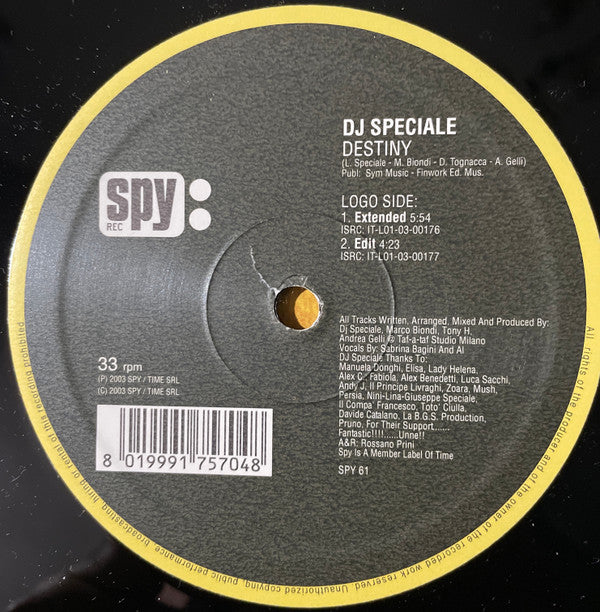 DJ SPECIALE
DESTINY
(L. Speciale - M. Biondi - D. Tognacca - A. Gelli)
Publ: Sym Music - Finwork Ed. Mus.
spy:
REC
LOGO SIDE:
1. Extended 5:54
ISRC: IT-L01-03-00176
2. Edit 4:23
ISRC: IT-L01-03-00177
All Tracks Written, Arranged, Mixed And Produced By:
Dj Speciale, Marco Biondi, Tony H.
Andrea Gelli @ Taf-a-taf Studio Milano
Vocals By: Sabrina Bagini And Al
DJ Speciale Thanks To:
Manuela Donghi, Elisa, Lady Helena,
Alex C., Fabiola, Alex Benedetti, Luca Sacchi,
Andy J, Il Principe Livraghi, Zoara, Mush,
Persia, Nini-Lina-Giuseppe Speciale,
Il Compa' Francesco, Toto' Ciulla,
Davide Catalano, La B.G.S. Production,
Pruno, For Their Support......
Fantastic!!!!......Unne!!
A&R: Rossano Prini
Spy Is A Member Label Of Time
SPY 61
33 rpm
(P) 2003 SPY / TIME SRL
(C) 2003 SPY / TIME SRL
8 019991 757048
All rights of the producer and of the owner of the recorded work reserved. Unauthorized copying, public performance, broadcasting, hiring or rental of this recording prohibited